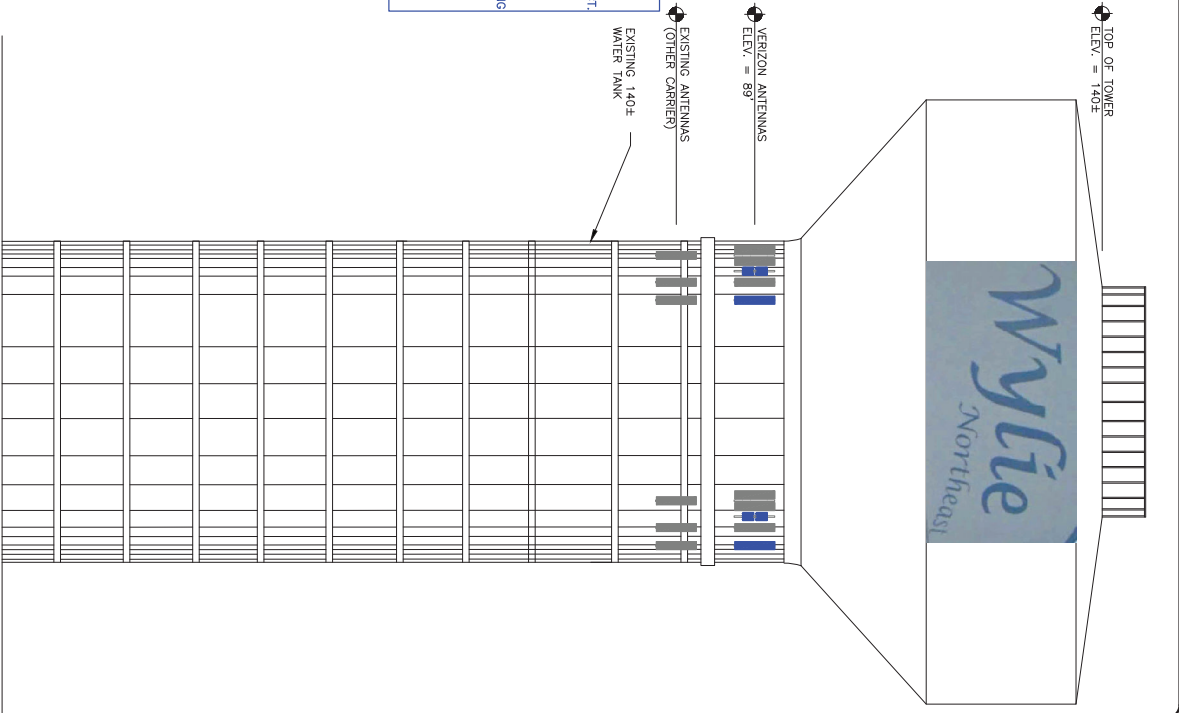 TOP OF TOWER
ELEV. = 140±
VERIZON ANTENNAS
ELEV. = 89'
EXISTING ANTENNAS
(OTHER CARRIER)
EXISTING 140±
WATER TANK
Wylie
Northeast
T.
NG